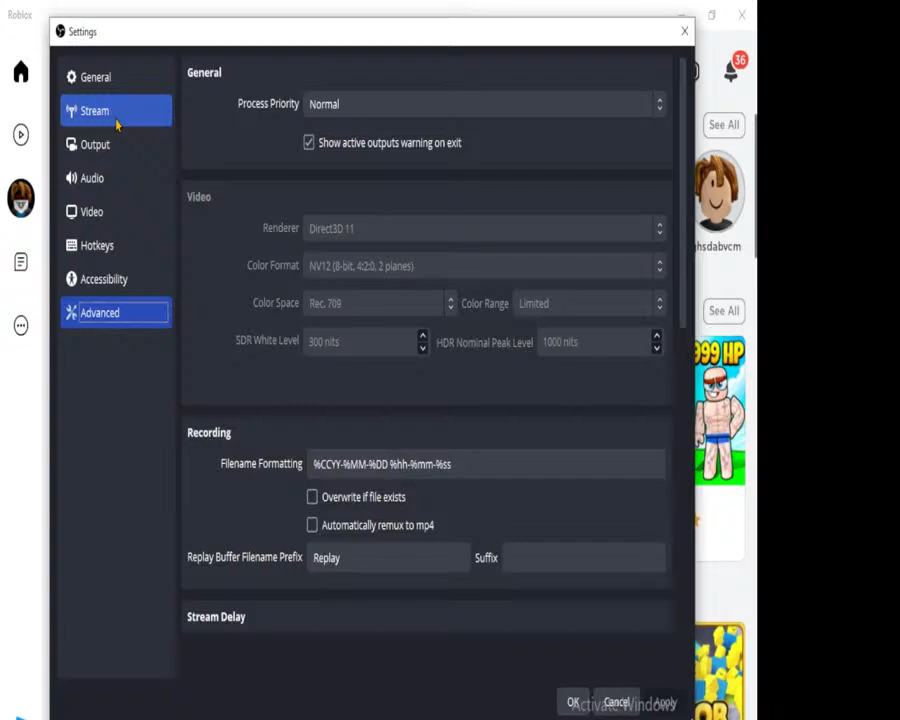 Roblox
Settings
36
General
Stream
Output
Audio
Video
Hotkeys
Accessibility
Advanced
General
Process Priority Normal
Show active outputs warning on exit
Video
Renderer Direct3D 11
Color Format NV12 (8-bit, 4:2:0, 2 planes)
Color Space Rec. 709 Color Range Limited
SDR White Level 300 nits HDR Nominal Peak Level 1000 nits
Recording
Filename Formatting %CCYY-%MM-%DD %hh-%mm-%ss
Overwrite if file exists
Automatically remux to mp4
Replay Buffer Filename Prefix Replay Suffix
Stream Delay
OK Cancel Apply
Activate Windows
See All
hsdabvcm
See All
999 HP
OB